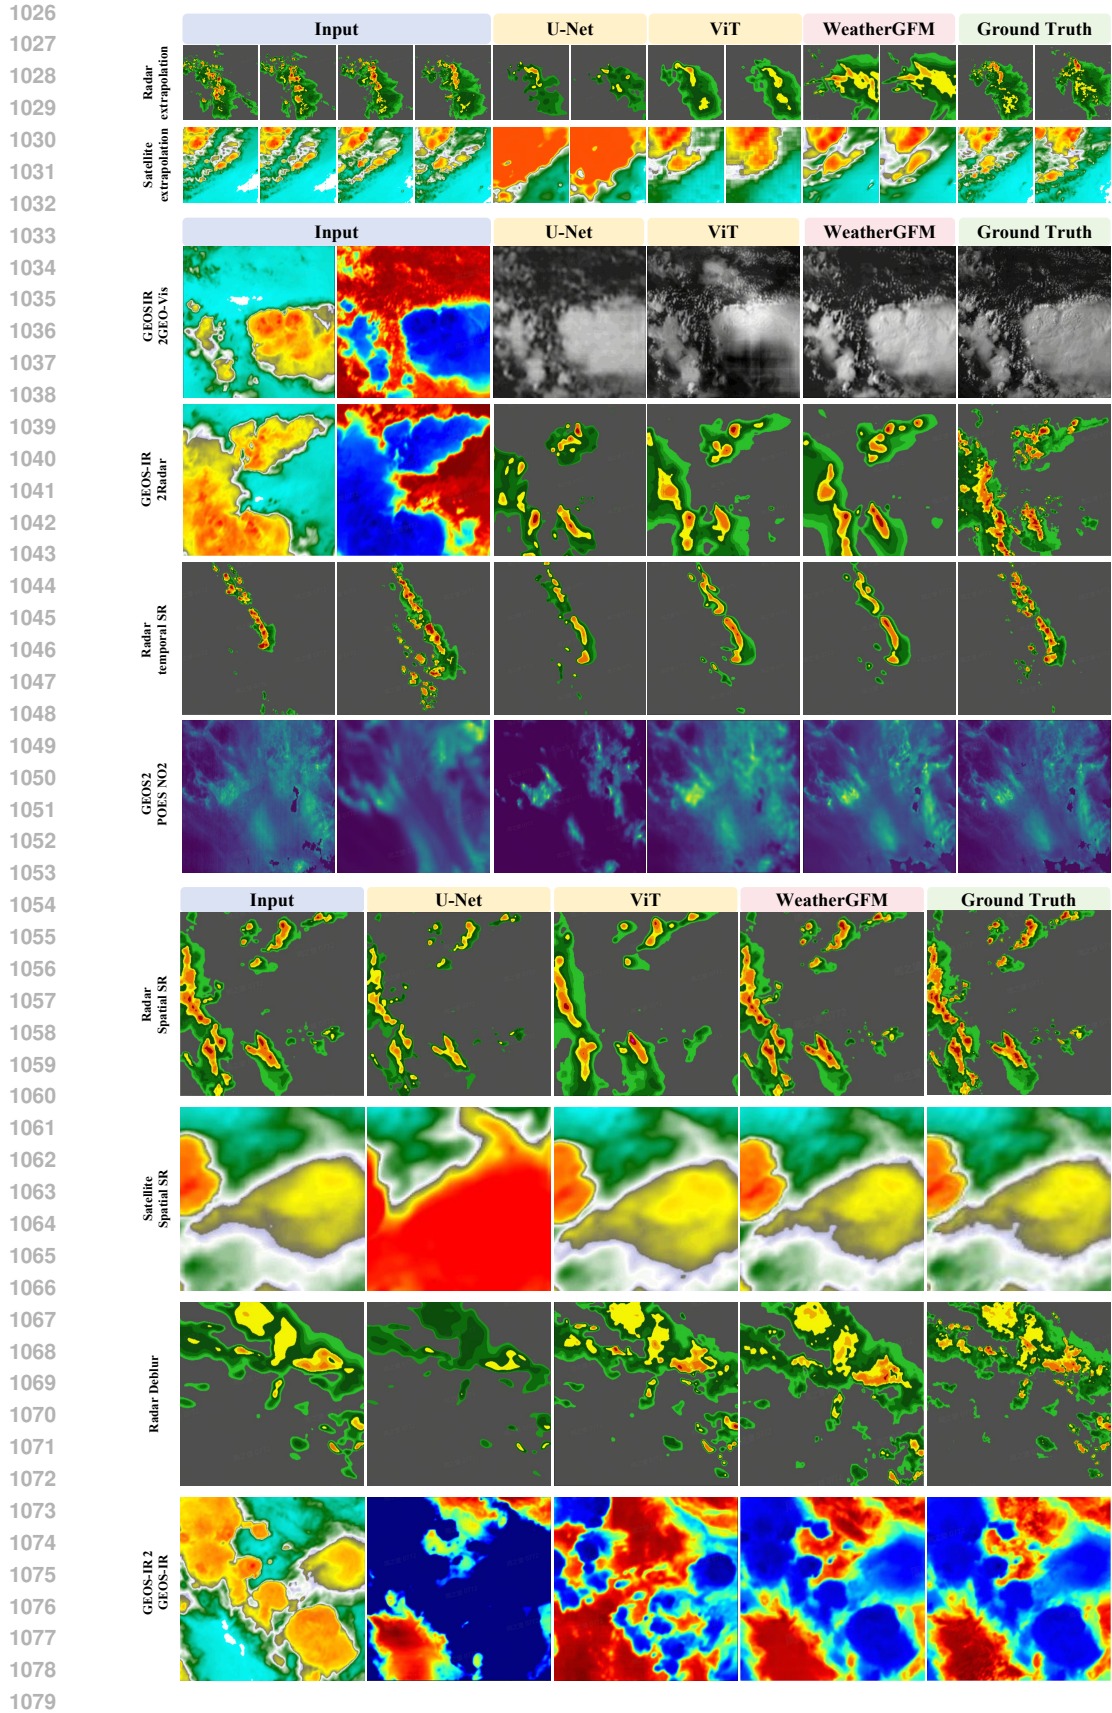 1026
Input U-Net ViT WeatherGFM Ground Truth
1027
1028
Radar
extrapolation
1029
1030
1031
Satellite
extrapolation
1032
1033
Input U-Net ViT WeatherGFM Ground Truth
1034
1035
1036
GEOSIR
2GEO-Vis
1037
1038
1039
1040
1041
GEOS-IR
2Radar
1042
1043
1044
1045
Radar
temporal SR
1046
1047
1048
1049
1050
GEOS2
POES NO2
1051
1052
1053
1054
Input U-Net ViT WeatherGFM Ground Truth
1055
1056
1057
Radar
Spatial SR
1058
1059
1060
1061
1062
1063
Satellite
Spatial SR
1064
1065
1066
1067
1068
1069
Radar Deblur
1070
1071
1072
1073
1074
1075
GEOS-IR 2
GEOS-IR
1076
1077
1078
1079